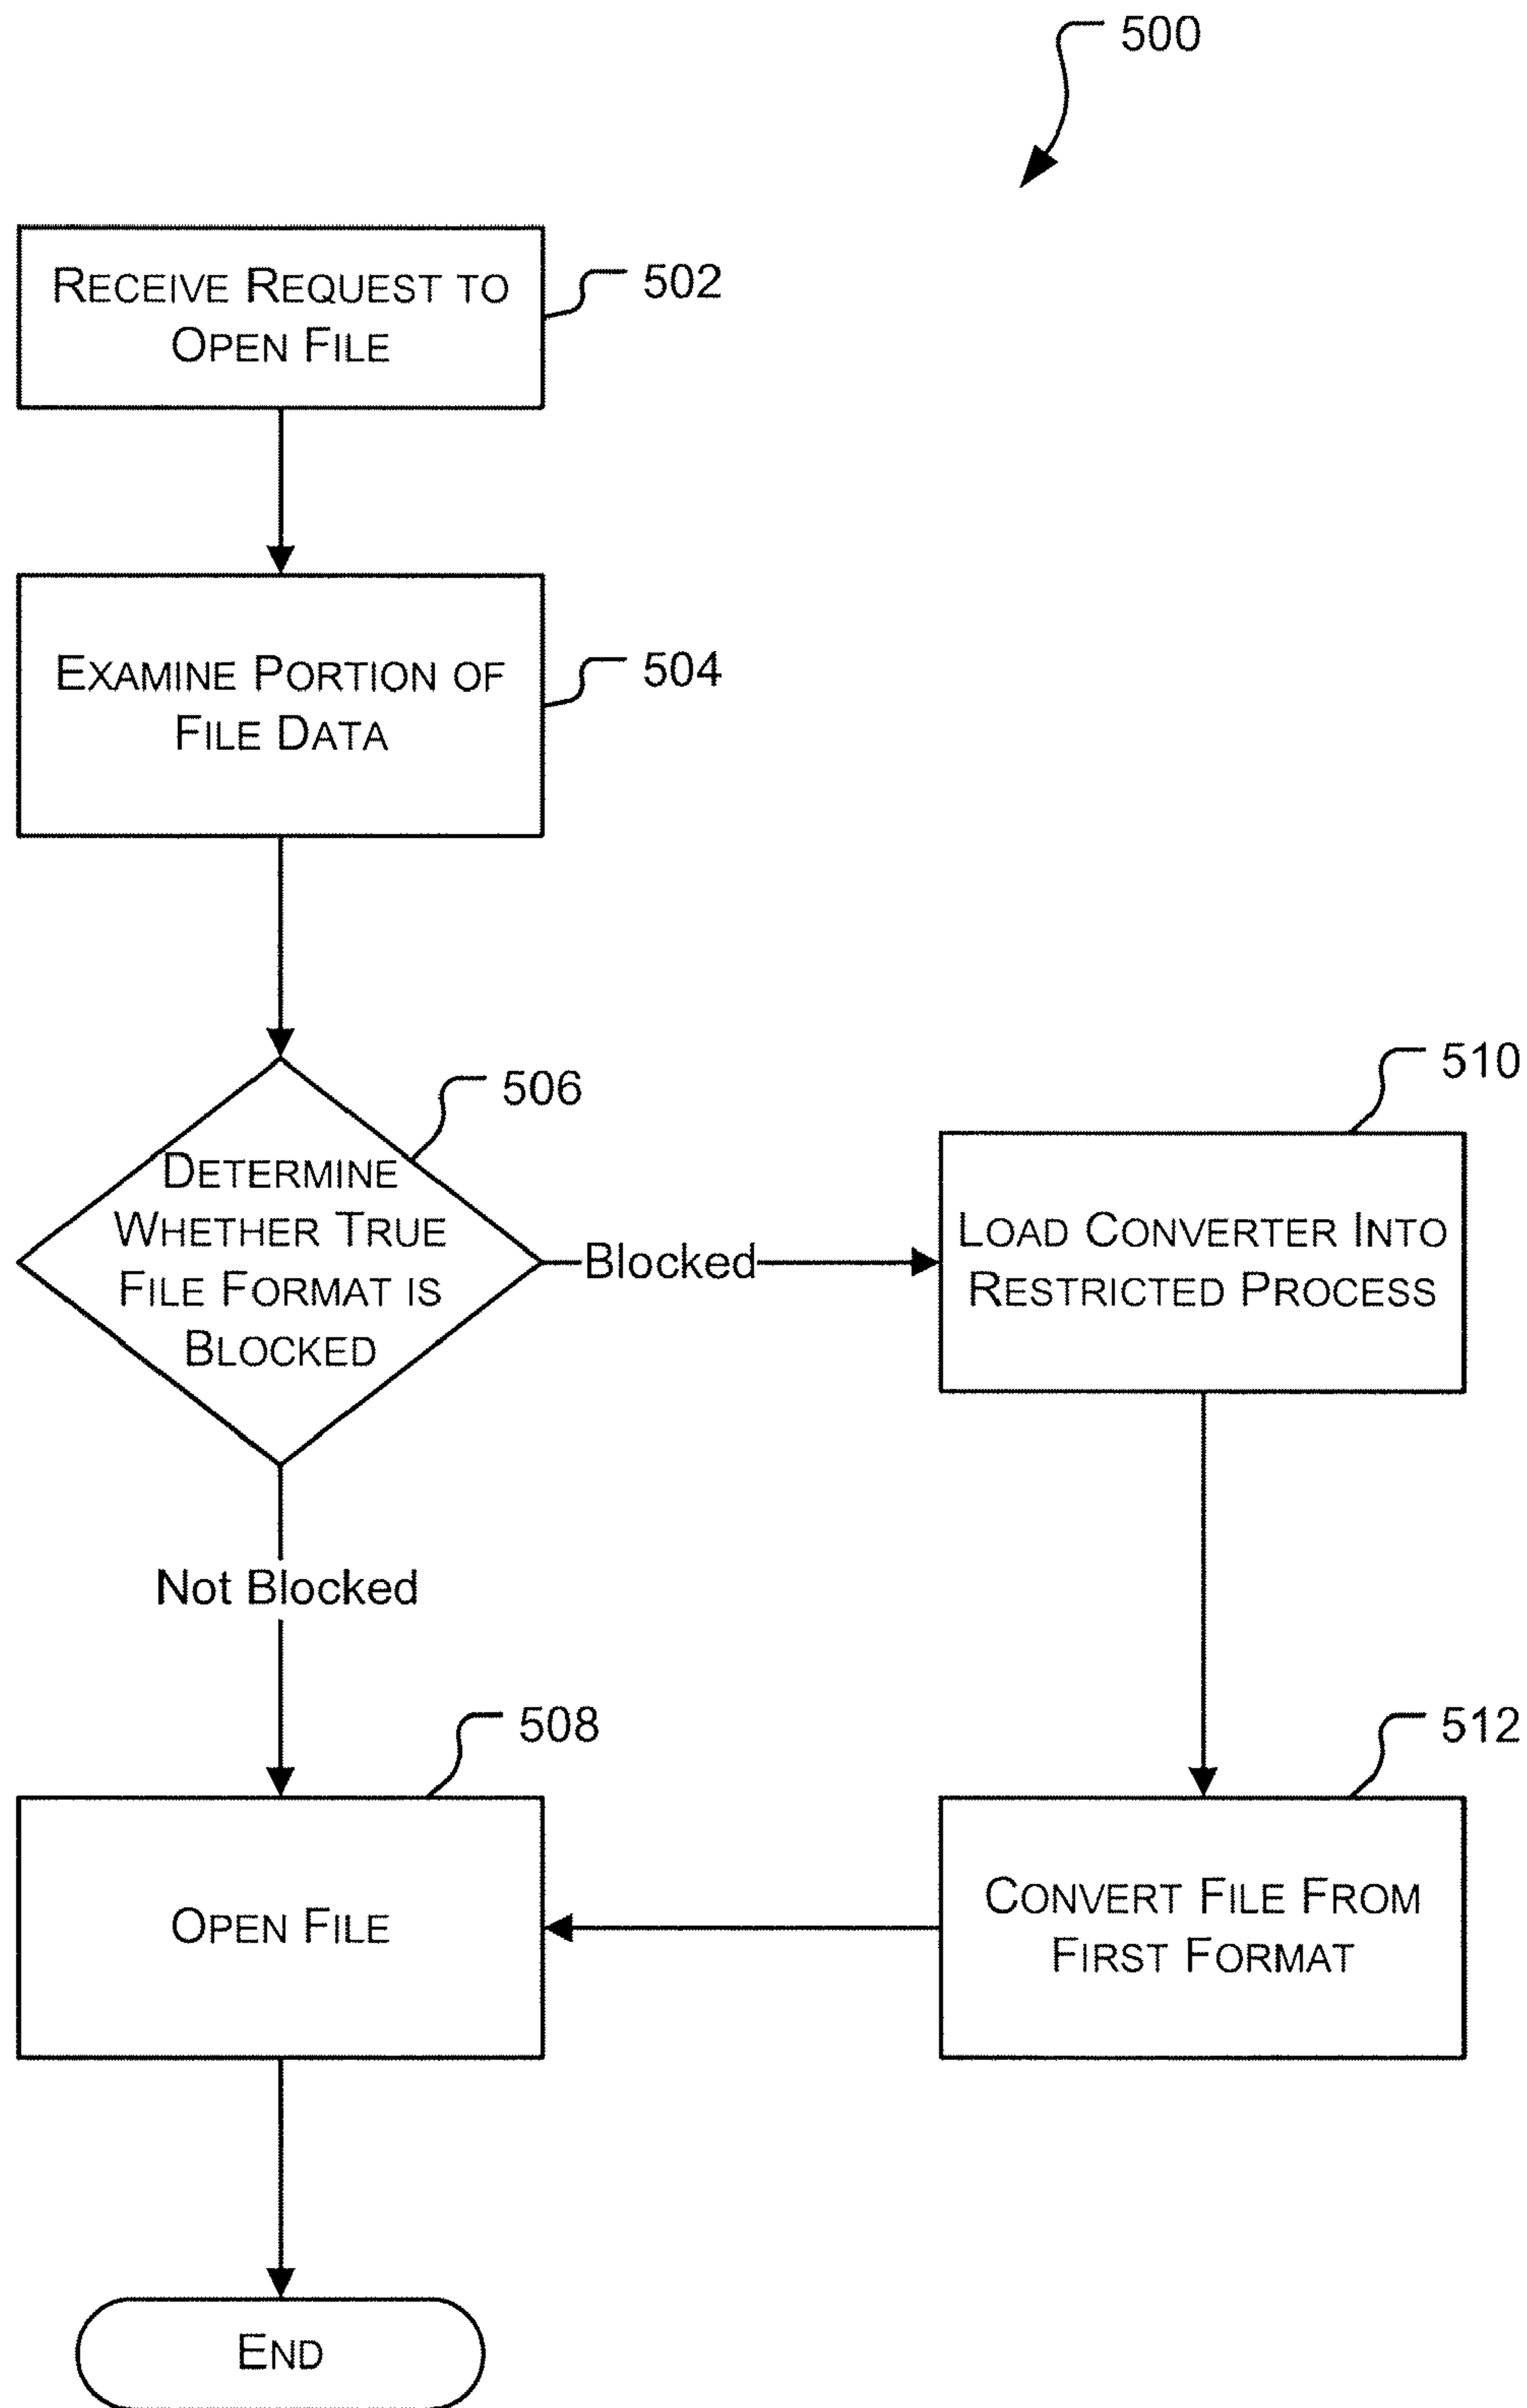 500
RECEIVE REQUEST TO
OPEN FILE
502
EXAMINE PORTION OF
FILE DATA
504
506
DETERMINE
WHETHER TRUE
FILE FORMAT IS
BLOCKED
Blocked
510
LOAD CONVERTER INTO
RESTRICTED PROCESS
Not Blocked
508
OPEN FILE
512
CONVERT FILE FROM
FIRST FORMAT
END